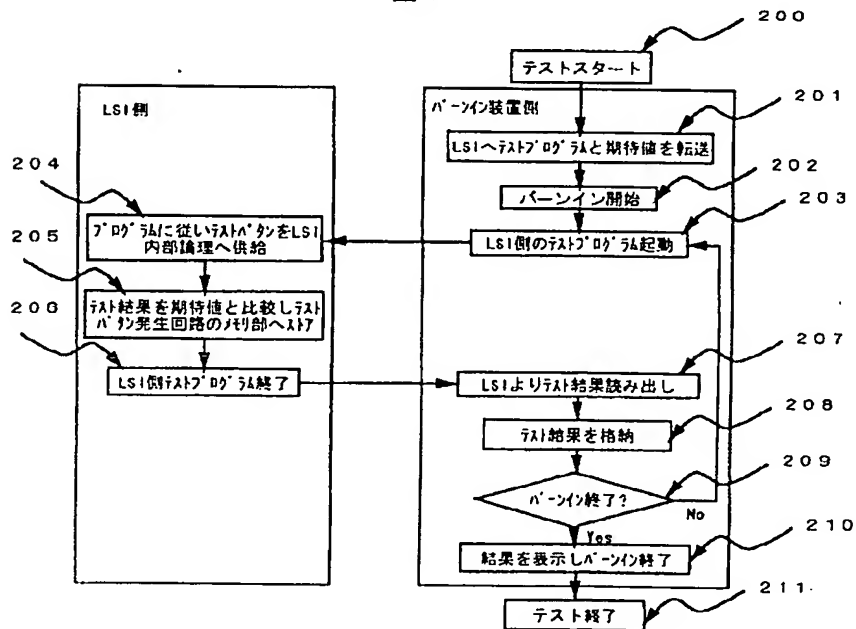 200
テストスタート
LSI側
バーンイン装置側
201
LSIへテストプログラムと期待値を転送
202
バーンイン開始
203
LSI側のテストプログラム起動
204
プログラムに従いテストパタンをLSI
内部論理へ供給
205
テスト結果を期待値と比較しテスト
パタン発生回路のメモリ部へストア
206
LSI側テストプログラム終了
207
LSIよりテスト結果読み出し
208
テスト結果を格納
209
バーンイン終了?
No
Yes
210
結果を表示しバーンイン終了
211
テスト終了